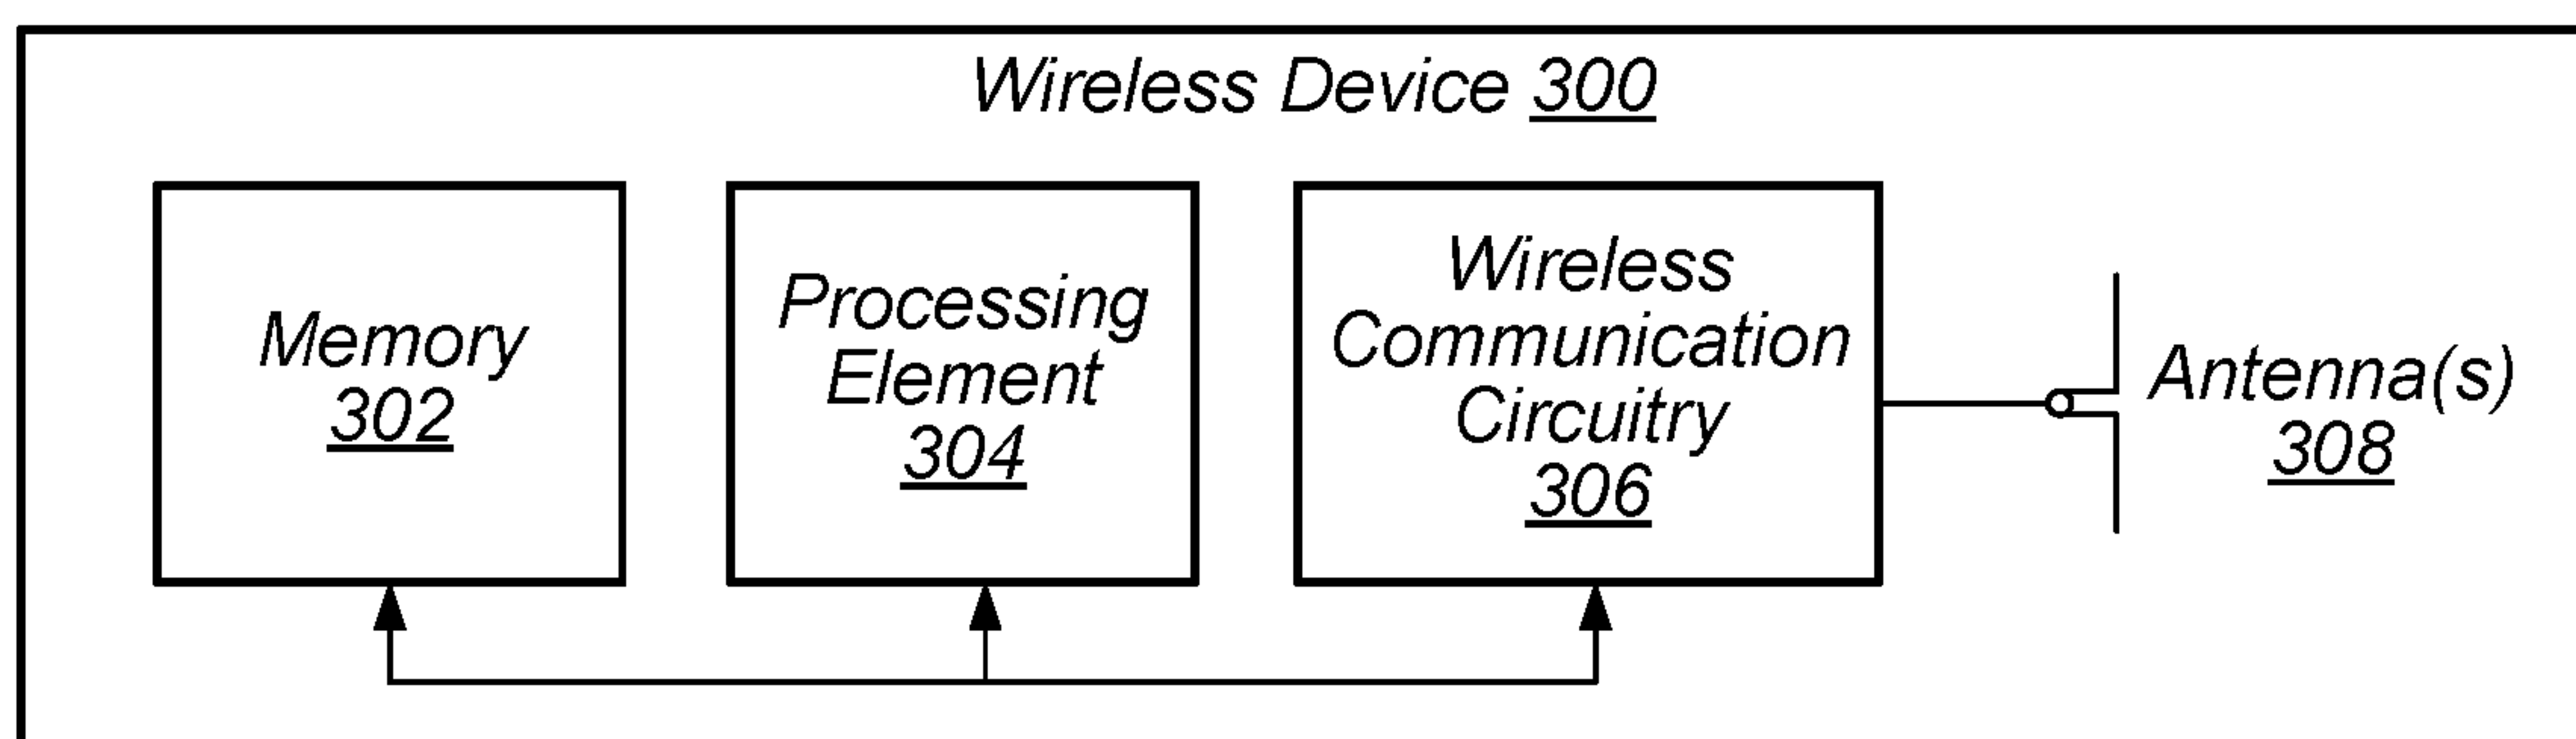 Wireless Device 300
Memory
302
Processing
Element
304
Wireless
Communication
Circuitry
306
Antenna(s)
308